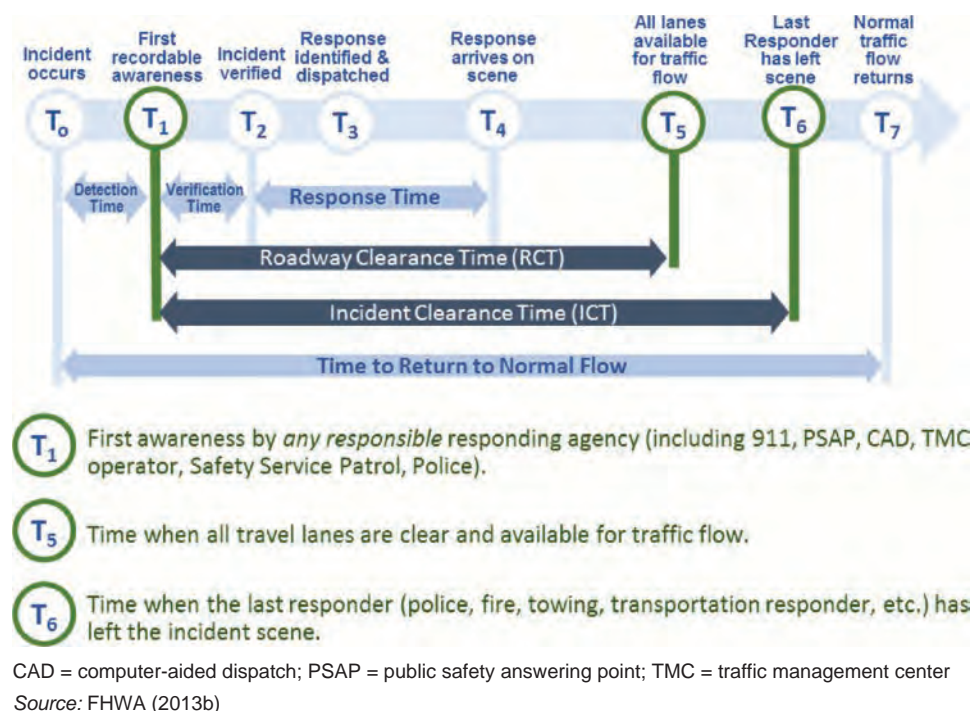 Incident
occurs
First
recordable
awareness
Incident
verified
Response
identified &
dispatched
Response
arrives on
scene
All lanes
available
for traffic
flow
Last
Responder
has left
scene
Normal
traffic
flow
returns
To
T1
T2
T3
T4
T5
T6
T7
Detection
Time
Verification
Time
Response Time
Roadway Clearance Time (RCT)
Incident Clearance Time (ICT)
Time to Return to Normal Flow
T1 First awareness by any responsible responding agency (including 911, PSAP, CAD, TMC
operator, Safety Service Patrol, Police).
T5 Time when all travel lanes are clear and available for traffic flow.
T6 Time when the last responder (police, fire, towing, transportation responder, etc.) has
left the incident scene.
CAD = computer-aided dispatch; PSAP = public safety answering point; TMC = traffic management center
Source: FHWA (2013b)